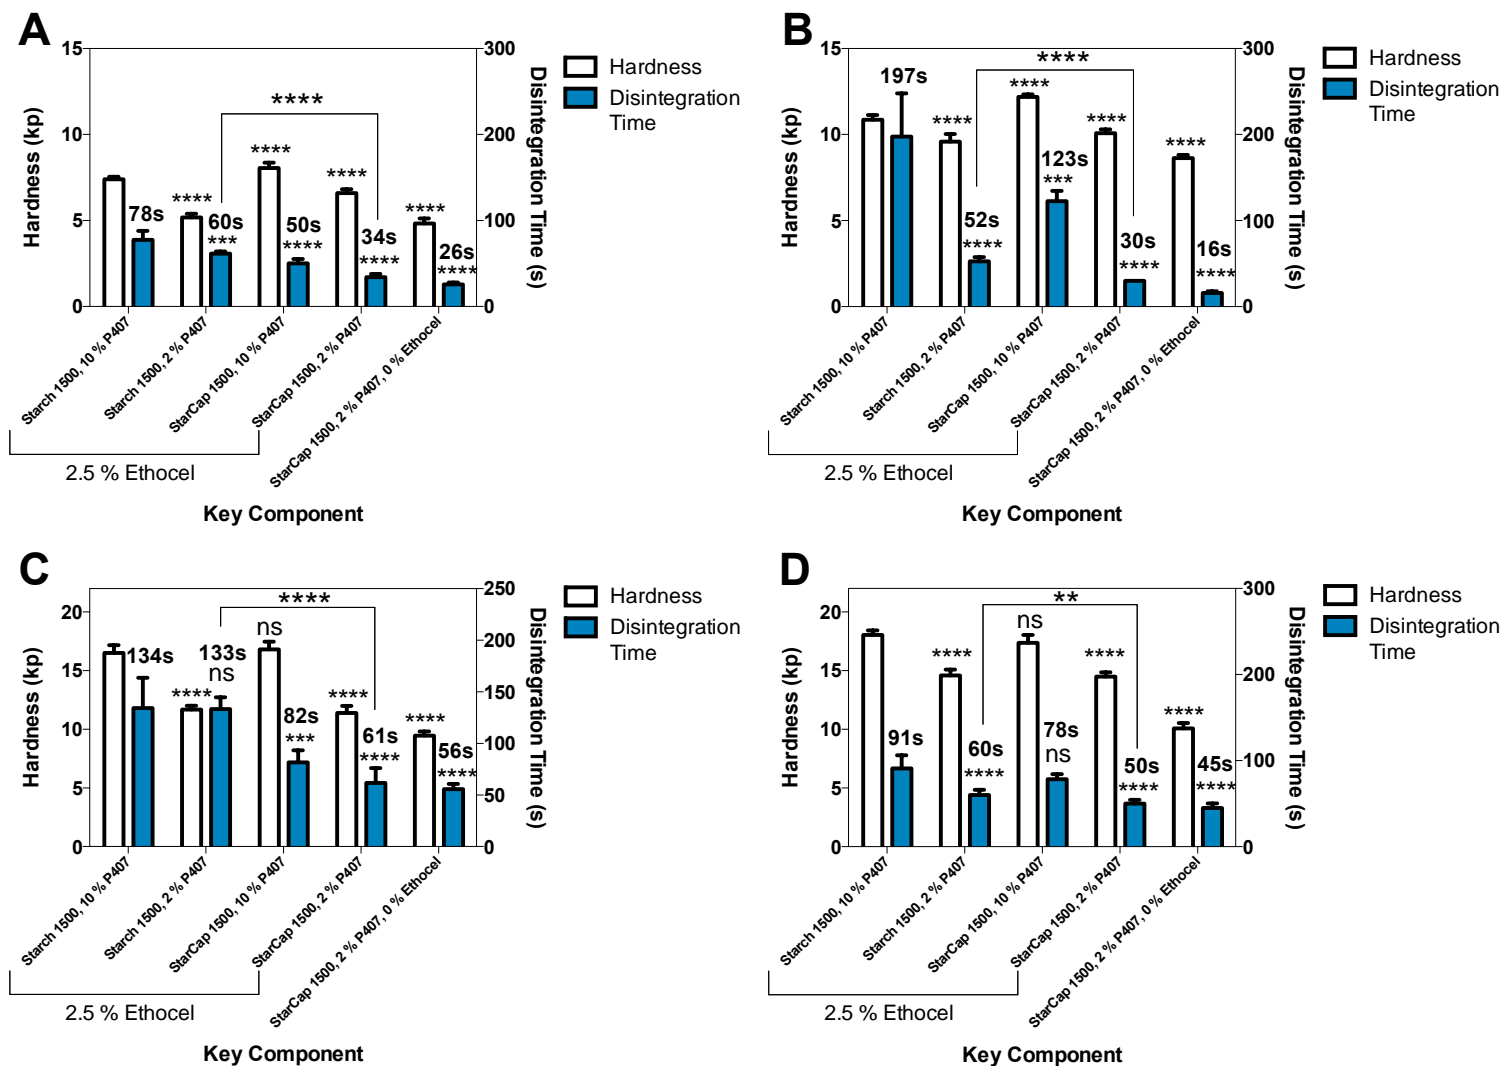 A
15
10
5
0
Hardness (kp)
300
200
100
0
Disintegration Time (s)
Hardness
Disintegration
Time
****
78s
****
60s
***
****
50s
****
****
34s
****
****
26s
****
Starch 1500, 10 % P407
Starch 1500, 2 % P407
StarCap 1500, 10 % P407
StarCap 1500, 2 % P407
StarCap 1500, 2 % P407, 0 % Ethocel
2.5 % Ethocel
Key Component
B
15
10
5
0
Hardness (kp)
300
200
100
0
Disintegration Time (s)
Hardness
Disintegration
Time
****
197s
****
52s
****
****
123s
***
****
30s
****
****
16s
****
Starch 1500, 10 % P407
Starch 1500, 2 % P407
StarCap 1500, 10 % P407
StarCap 1500, 2 % P407
StarCap 1500, 2 % P407, 0 % Ethocel
2.5 % Ethocel
Key Component
C
20
15
10
5
0
Hardness (kp)
250
200
150
100
50
0
Disintegration Time (s)
Hardness
Disintegration
Time
****
134s
****
133s
ns
ns
82s
***
****
61s
****
****
56s
****
Starch 1500, 10 % P407
Starch 1500, 2 % P407
StarCap 1500, 10 % P407
StarCap 1500, 2 % P407
StarCap 1500, 2 % P407, 0 % Ethocel
2.5 % Ethocel
Key Component
D
20
15
10
5
0
Hardness (kp)
300
200
100
0
Disintegration Time (s)
Hardness
Disintegration
Time
**
91s
****
60s
****
ns
78s
ns
****
50s
****
****
45s
****
Starch 1500, 10 % P407
Starch 1500, 2 % P407
StarCap 1500, 10 % P407
StarCap 1500, 2 % P407
StarCap 1500, 2 % P407, 0 % Ethocel
2.5 % Ethocel
Key Component